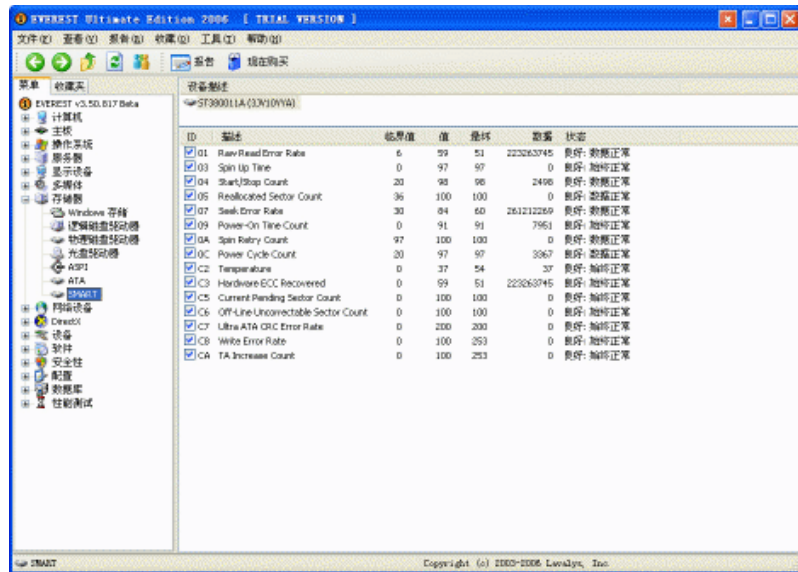 EVEREST Ultimate Edition 2006 [ TRIAL VERSION ]
文件(F) 查看(V) 报告(R) 收藏(O) 工具(T) 帮助(H)
报告 现在购买
菜单 收藏夹
EVEREST v3.50.817 Beta
计算机
主板
操作系统
服务器
显示设备
多媒体
存储器
Windows 存储
逻辑磁盘驱动器
物理磁盘驱动器
光盘驱动器
ASPI
ATA
SMART
网络设备
DirectX
设备
软件
安全性
配置
数据库
性能测试
设备描述
ST380011A (3JV10VYA)
ID 描述 临界值 值 最坏 数据 状态
01 Raw Read Error Rate 6 59 51 223263745 良好: 数据正常
03 Spin Up Time 0 97 97 0 良好: 始终正常
04 Start/Stop Count 20 98 98 2498 良好: 数据正常
05 Reallocated Sector Count 36 100 100 0 良好: 数据正常
07 Seek Error Rate 30 84 60 261212269 良好: 数据正常
09 Power-On Time Count 0 91 91 7951 良好: 始终正常
0A Spin Retry Count 97 100 100 0 良好: 数据正常
0C Power Cycle Count 20 97 97 3367 良好: 数据正常
C2 Temperature 0 37 54 37 良好: 始终正常
C3 Hardware ECC Recovered 0 59 51 223263745 良好: 始终正常
C5 Current Pending Sector Count 0 100 100 0 良好: 始终正常
C6 Off-Line Uncorrectable Sector Count 0 100 100 0 良好: 始终正常
C7 Ultra ATA CRC Error Rate 0 200 200 0 良好: 始终正常
C8 Write Error Rate 0 100 253 0 良好: 始终正常
CA TA Increase Count 0 100 253 0 良好: 始终正常
SMART
Copyright (c) 2003-2006 Lavalys, Inc.